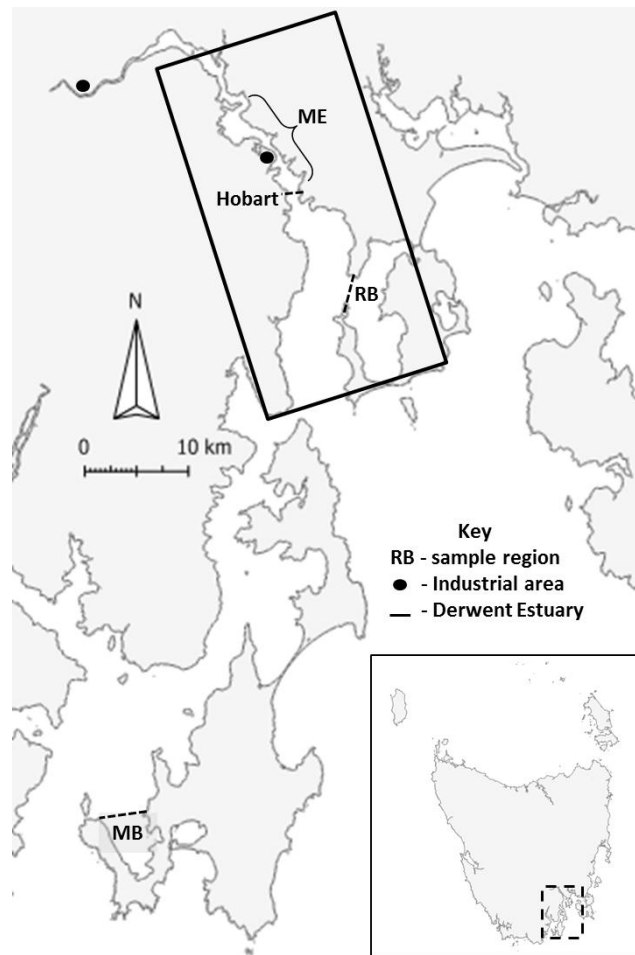 ME
Hobart
RB
N
0 10 km
Key
RB - sample region
● - Industrial area
— - Derwent Estuary
MB